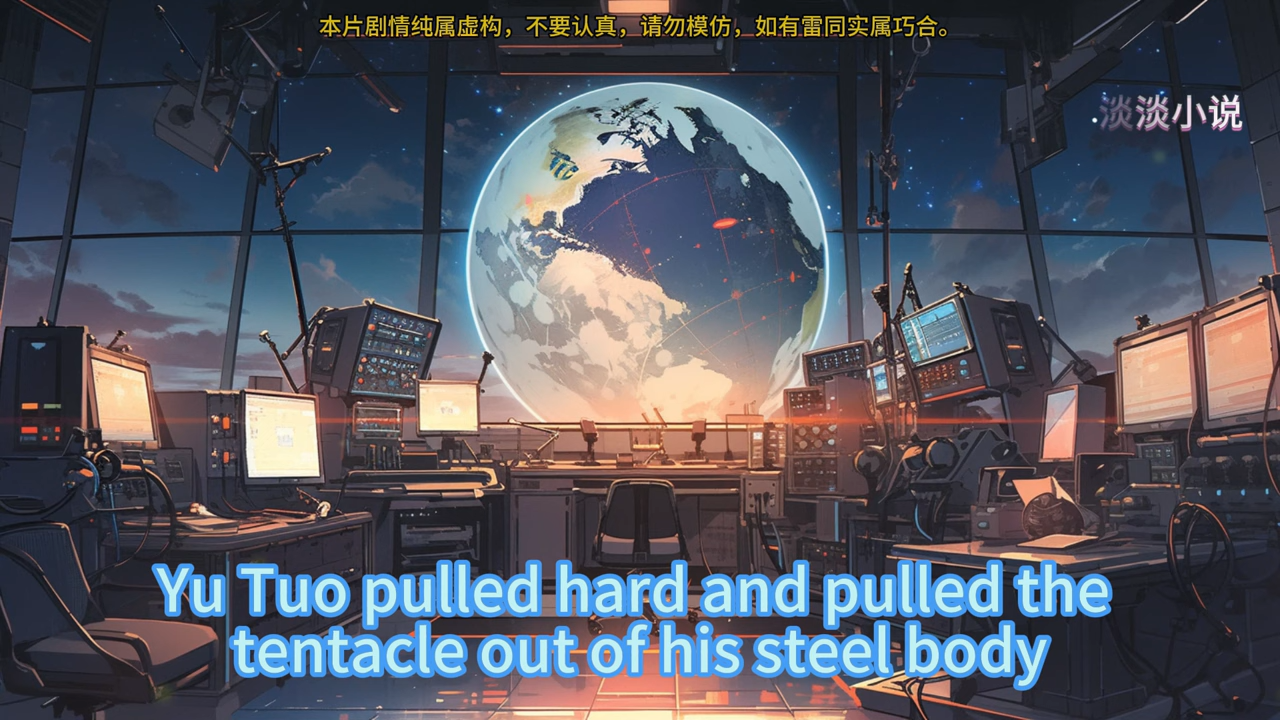 本片剧情纯属虚构，不要认真，请勿模仿，如有雷同实属巧合。
淡淡小说
Yu Tuo pulled hard and pulled the
tentacle out of his steel body